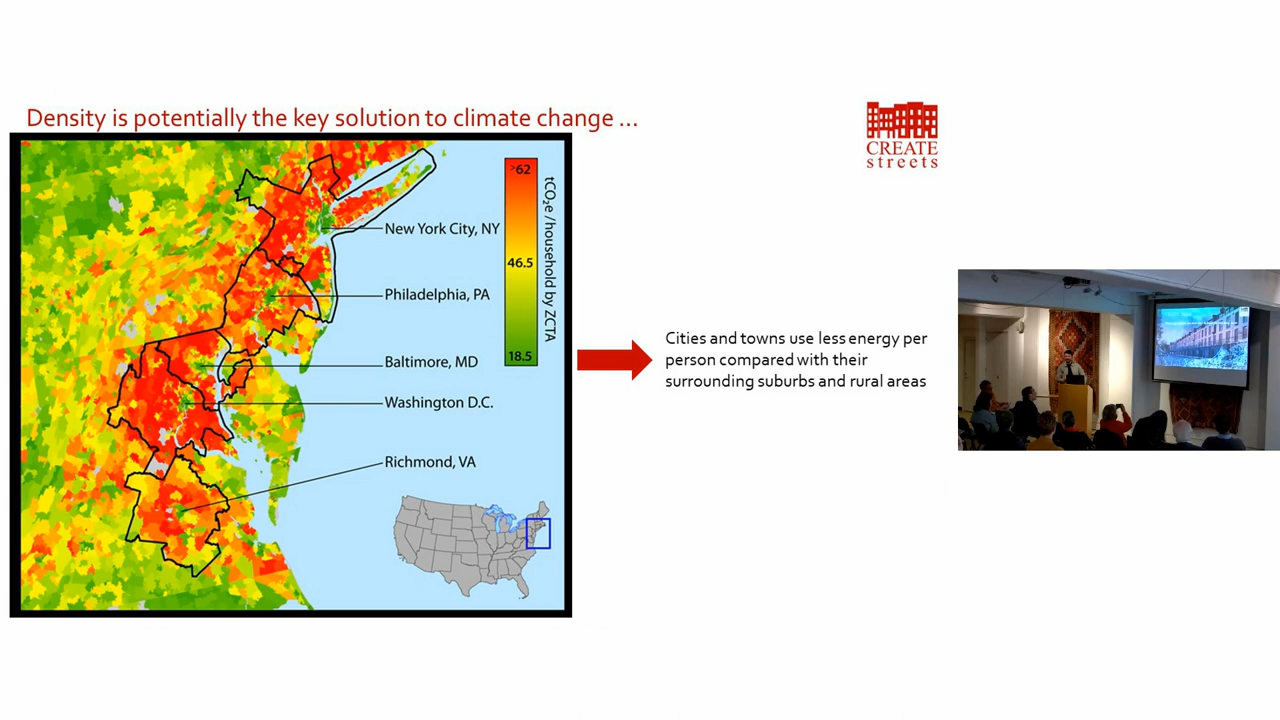 Density is potentially the key solution to climate change ...
CREATE
streets
>62
46.5
18.5
tCO₂e / household by ZCTA
New York City, NY
Philadelphia, PA
Baltimore, MD
Washington D.C.
Richmond, VA
Cities and towns use less energy per
person compared with their
surrounding suburbs and rural areas